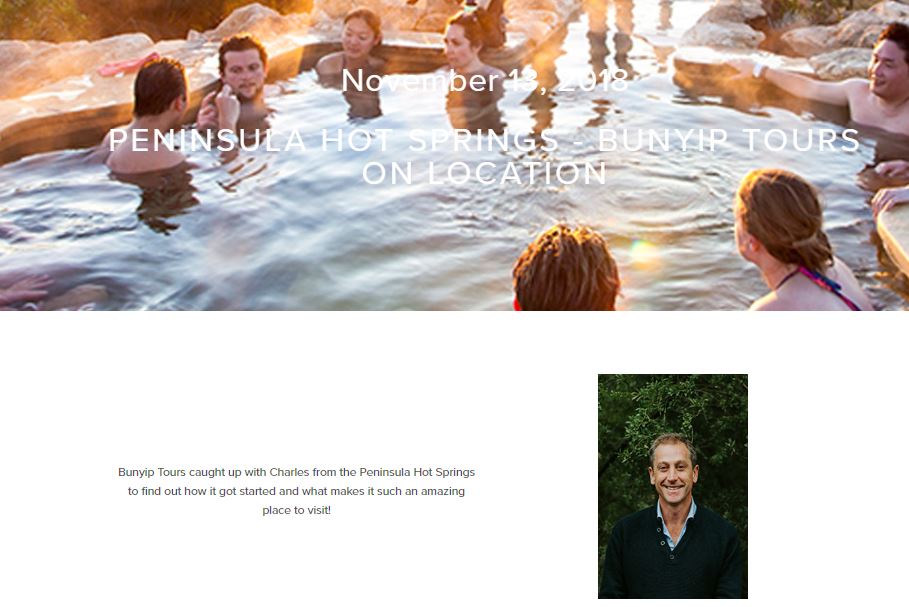 November 13, 2018
PENINSULA HOT SPRINGS - BUNYIP TOURS
ON LOCATION
Bunyip Tours caught up with Charles from the Peninsula Hot Springs
to find out how it got started and what makes it such an amazing
place to visit!